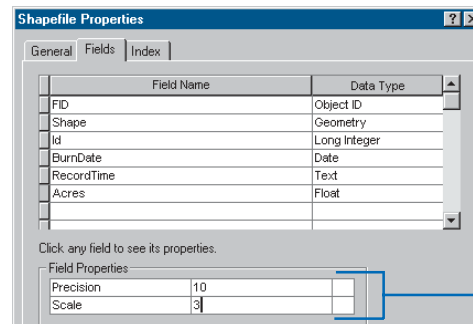 Shapefile Properties
General Fields Index
Field Name Data Type
FID Object ID
Shape Geometry
Id Long Integer
BurnDate Date
RecordTime Text
Acres Float
Click any field to see its properties.
Field Properties
Precision 10
Scale 3